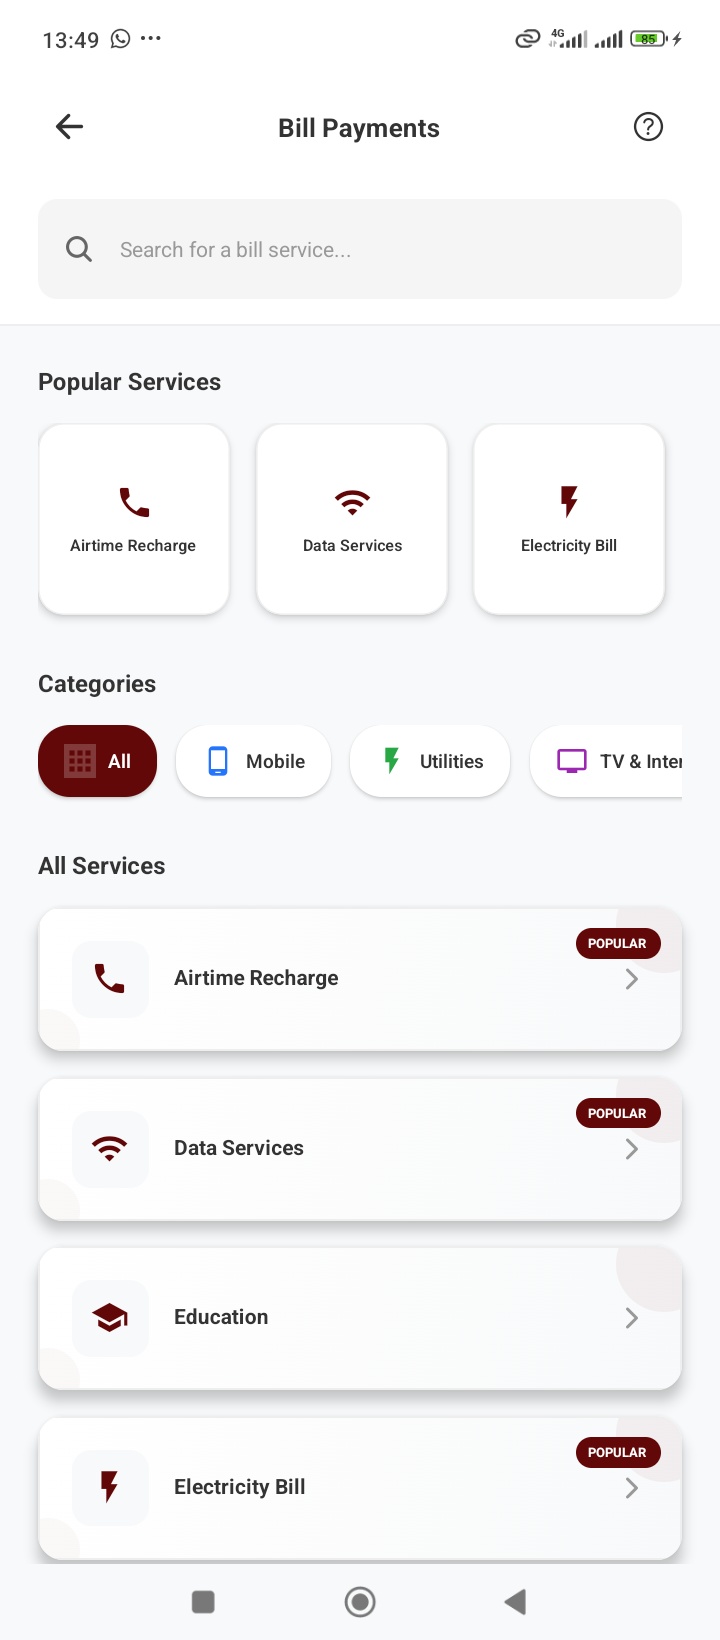 13:49
4G
85
Bill Payments
Search for a bill service...
Popular Services
Airtime Recharge
Data Services
Electricity Bill
Categories
All
Mobile
Utilities
TV & Inter
All Services
POPULAR
Airtime Recharge
POPULAR
Data Services
Education
POPULAR
Electricity Bill